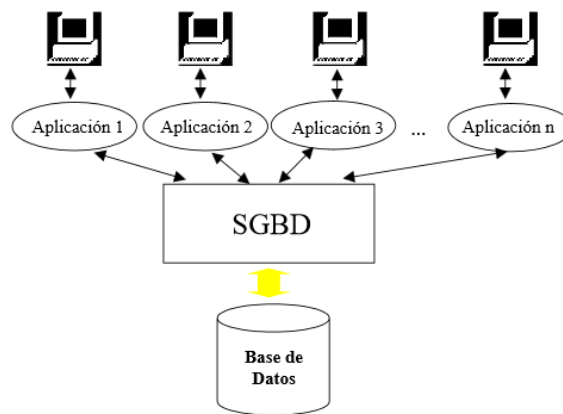 Aplicación 1
Aplicación 2
Aplicación 3
...
Aplicación n
SGBD
Base de
Datos